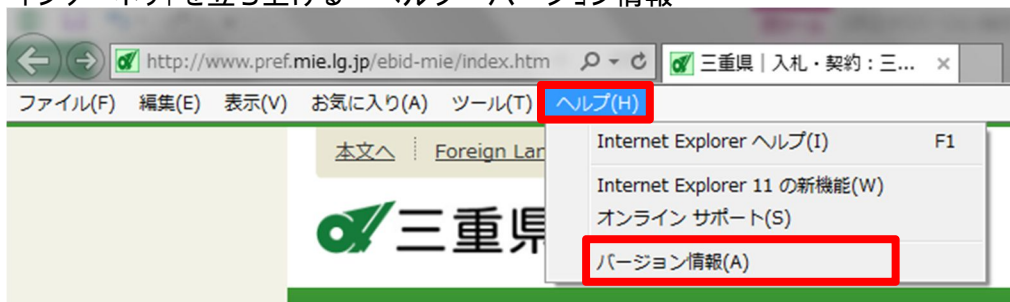 http://www.pref.mie.lg.jp/ebid-mie/index.htm
三重県|入札・契約:三...
ファイル(F) 編集(E) 表示(V) お気に入り(A) ツール(T) ヘルプ(H)
本文へ Foreign Lan
Internet Explorer ヘルプ(I) F1
Internet Explorer 11 の新機能(W)
オンライン サポート(S)
三重県
バージョン情報(A)